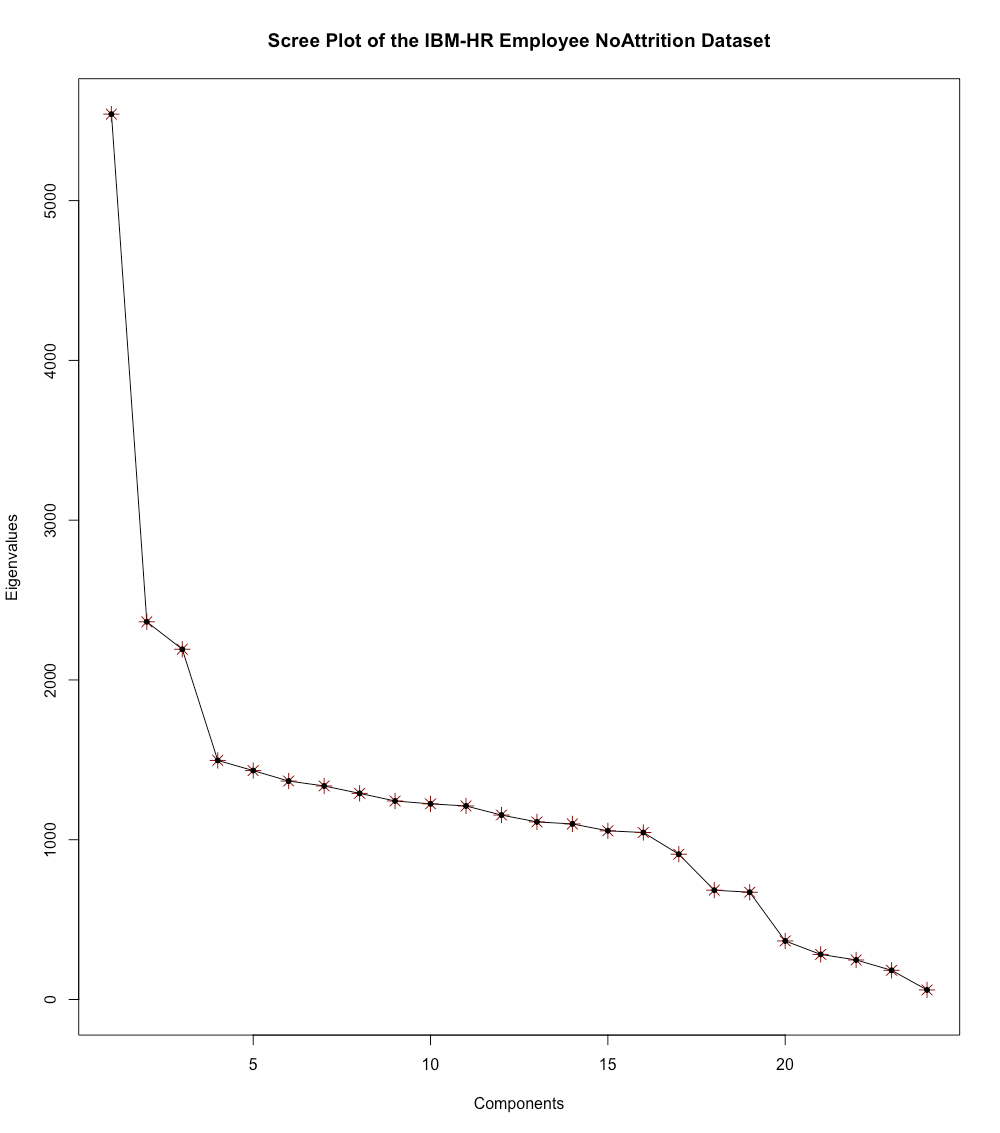 Scree Plot of the IBM-HR Employee NoAttrition Dataset
Eigenvalues
5000
4000
3000
2000
1000
0
5 10 15 20
Components